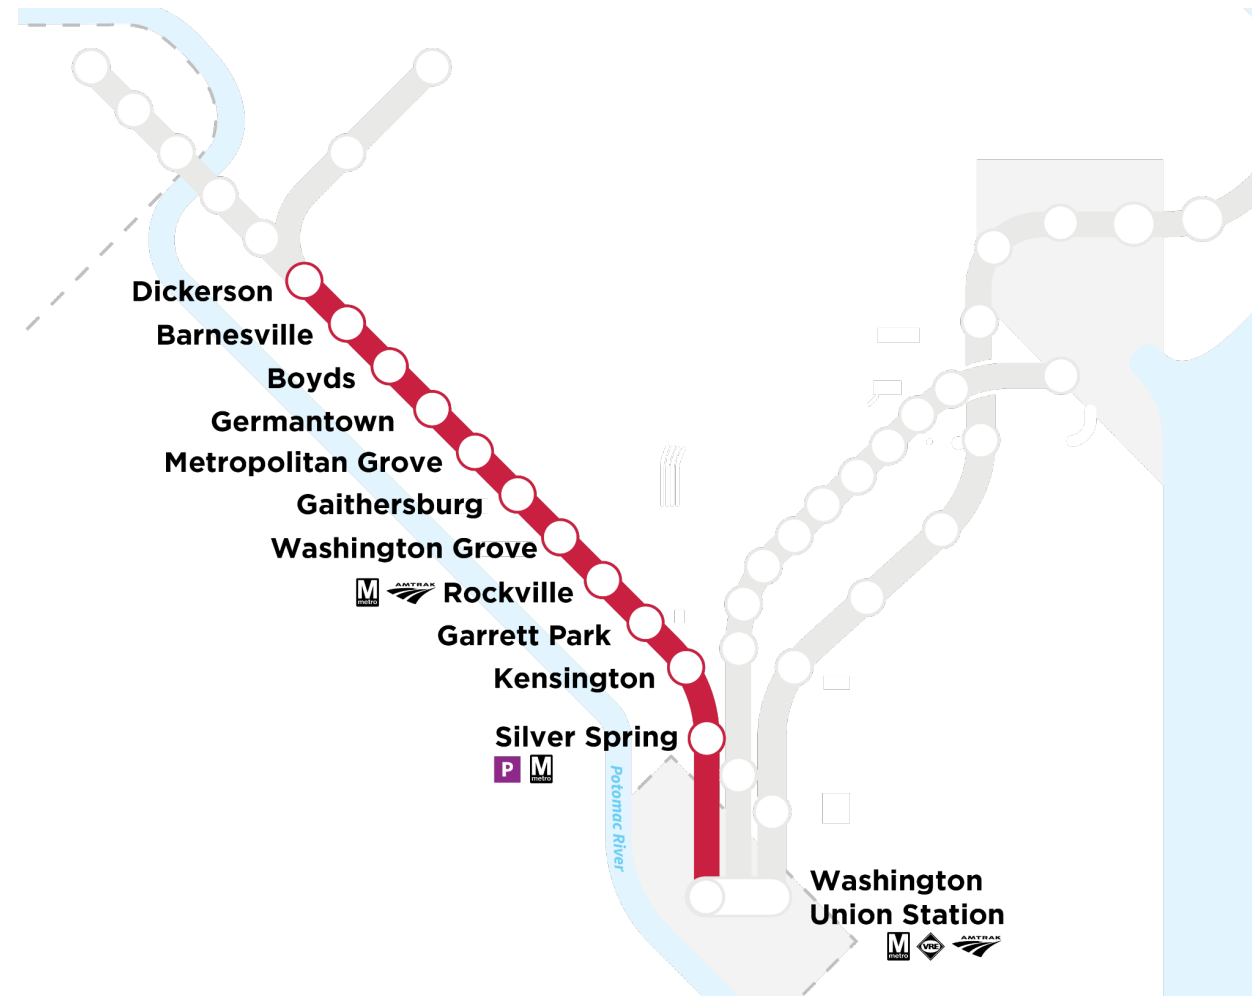 Dickerson
Barnesville
Boyds
Germantown
Metropolitan Grove
Gaithersburg
Washington Grove
M metro AMTRAK Rockville
Garrett Park
Kensington
Silver Spring
P M metro
Potomac River
Washington
Union Station
M metro VRE AMTRAK